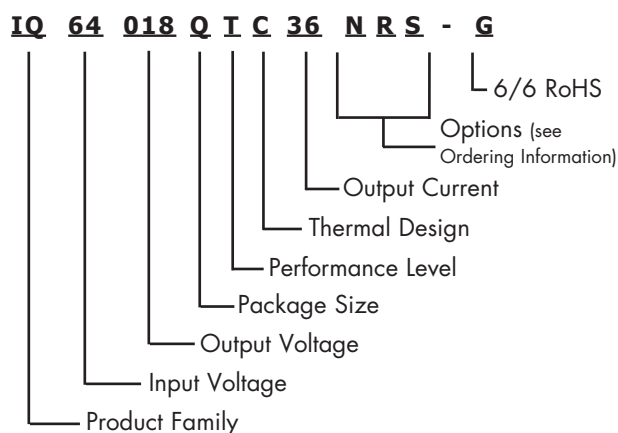 IQ 64 018 Q T C 36 N R S - G
6/6 RoHS
Options (see
Ordering Information)
Output Current
Thermal Design
Performance Level
Package Size
Output Voltage
Input Voltage
Product Family